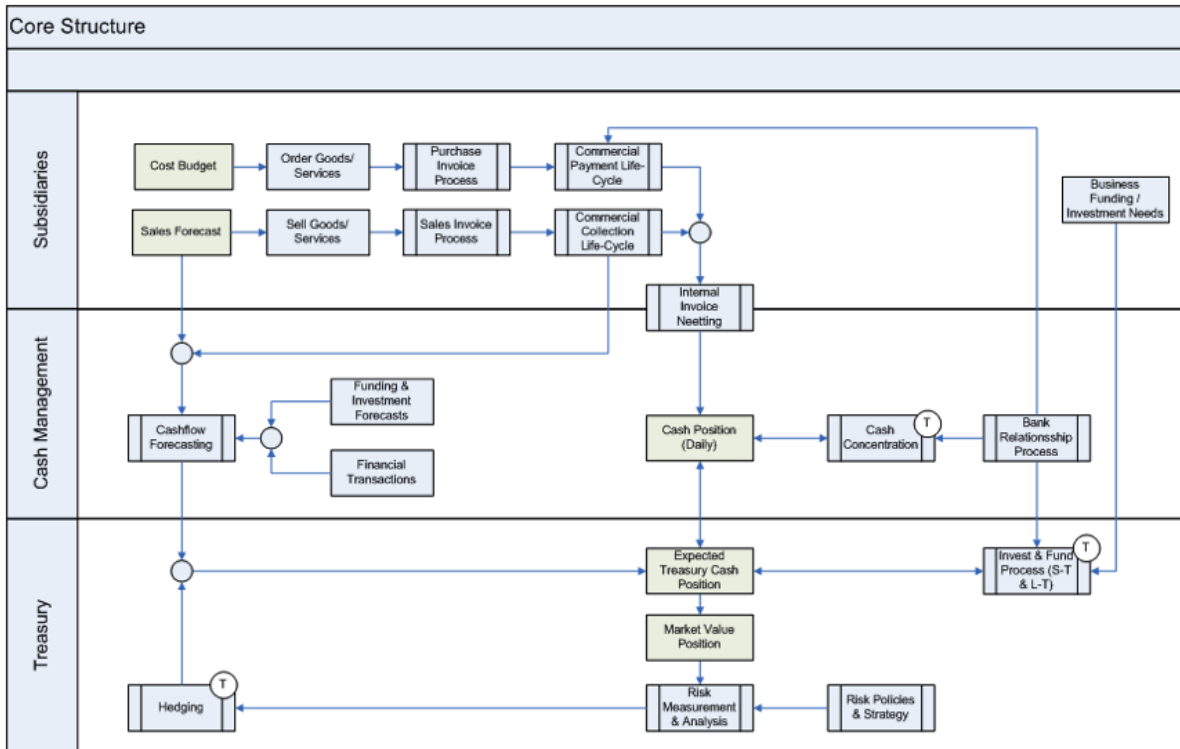 Core Structure
Subsidiaries
Cost Budget
Order Goods/
Services
Purchase
Invoice
Process
Commercial
Payment Life-
Cycle
Business
Funding /
Investment Needs
Sales Forecast
Sell Goods/
Services
Sales Invoice
Process
Commercial
Collection
Life-Cycle
Internal
Invoice
Neetting
Cash Management
Funding &
Investment
Forecasts
Cashflow
Forecasting
Financial
Transactions
Cash Position
(Daily)
Cash
Concentration
T
Bank
Relationsship
Process
Treasury
Expected
Treasury Cash
Position
Invest & Fund
Process (S-T
& L-T)
T
Market Value
Position
Hedging
T
Risk
Measurement
& Analysis
Risk Policies
& Strategy